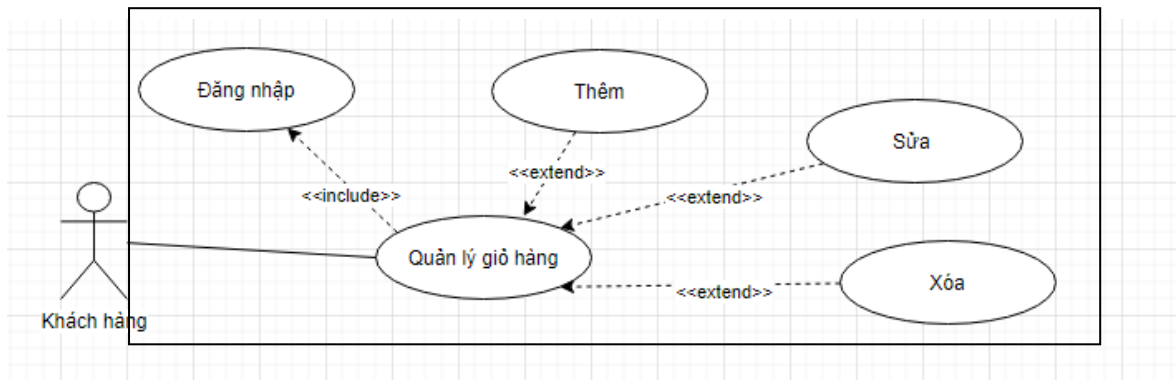 Đăng nhập
Thêm
Sửa
<<extend>>
<<include>>
<<extend>>
Quản lý giỏ hàng
Xóa
<<extend>>
Khách hàng